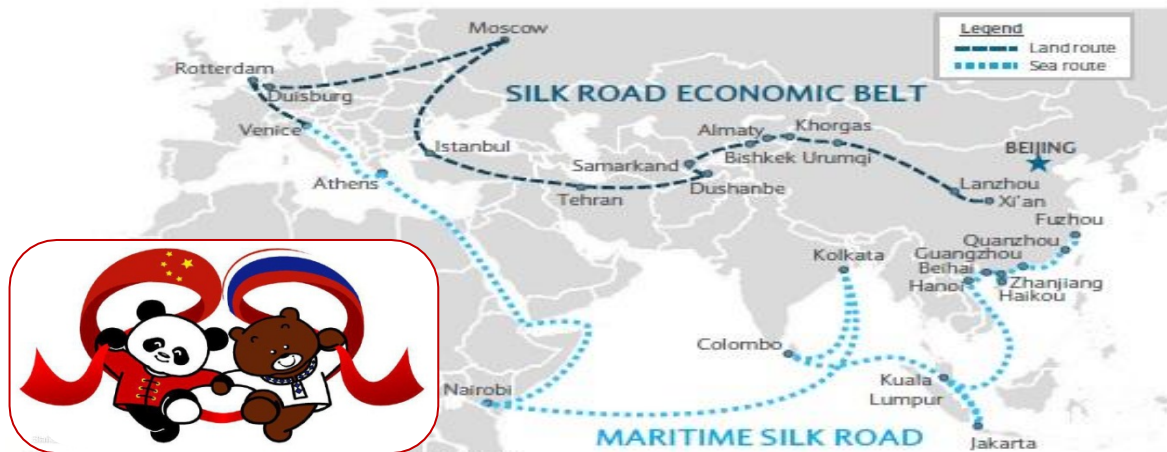 Legend
Land route
Sea route
Moscow
Rotterdam
Duisburg
SILK ROAD ECONOMIC BELT
Venice
Istanbul
Almaty
Khorgas
Samarkand
Bishkek Urumqi
BEIJING
Athens
Tehran
Dushanbe
Lanzhou
Xi'an
Fuzhou
Quanzhou
Kolkata
Guangzhou
Beihai
Zhanjiang
Hanoi
Haikou
Colombo
Nairobi
Kuala
Lumpur
MARITIME SILK ROAD
Jakarta